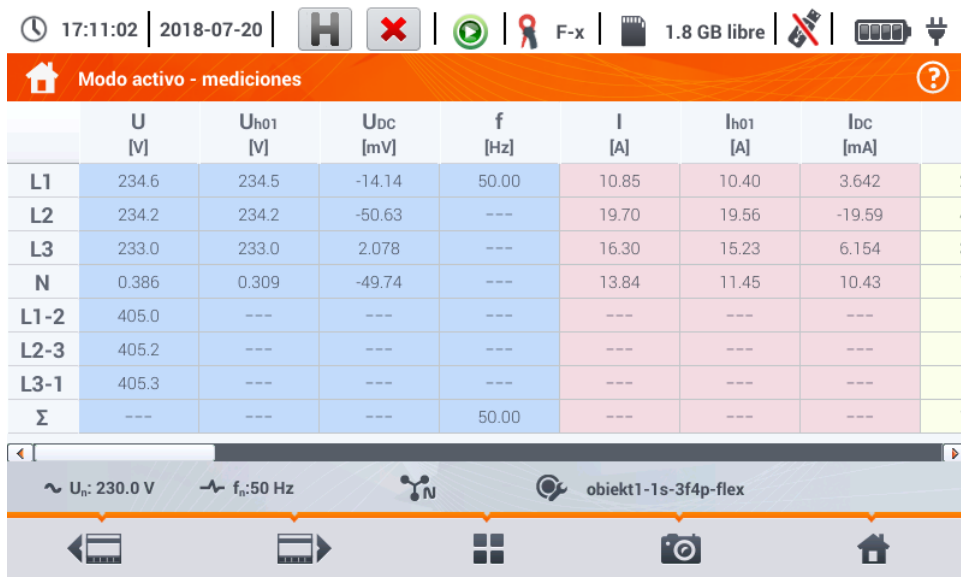 17:11:02 2018-07-20 H F-x 1.8 GB libre
Modo activo - mediciones ?
U Uh01 UDC f I Ih01 IDC
[V] [V] [mV] [Hz] [A] [A] [mA]
L1 234.6 234.5 -14.14 50.00 10.85 10.40 3.642
L2 234.2 234.2 -50.63 --- 19.70 19.56 -19.59
L3 233.0 233.0 2.078 --- 16.30 15.23 6.154
N 0.386 0.309 -49.74 --- 13.84 11.45 10.43
L1-2 405.0 --- --- --- --- --- ---
L2-3 405.2 --- --- --- --- --- ---
L3-1 405.3 --- --- --- --- --- ---
Σ --- --- --- 50.00 --- --- ---
Un: 230.0 V fn:50 Hz N obiekt1-1s-3f4p-flex